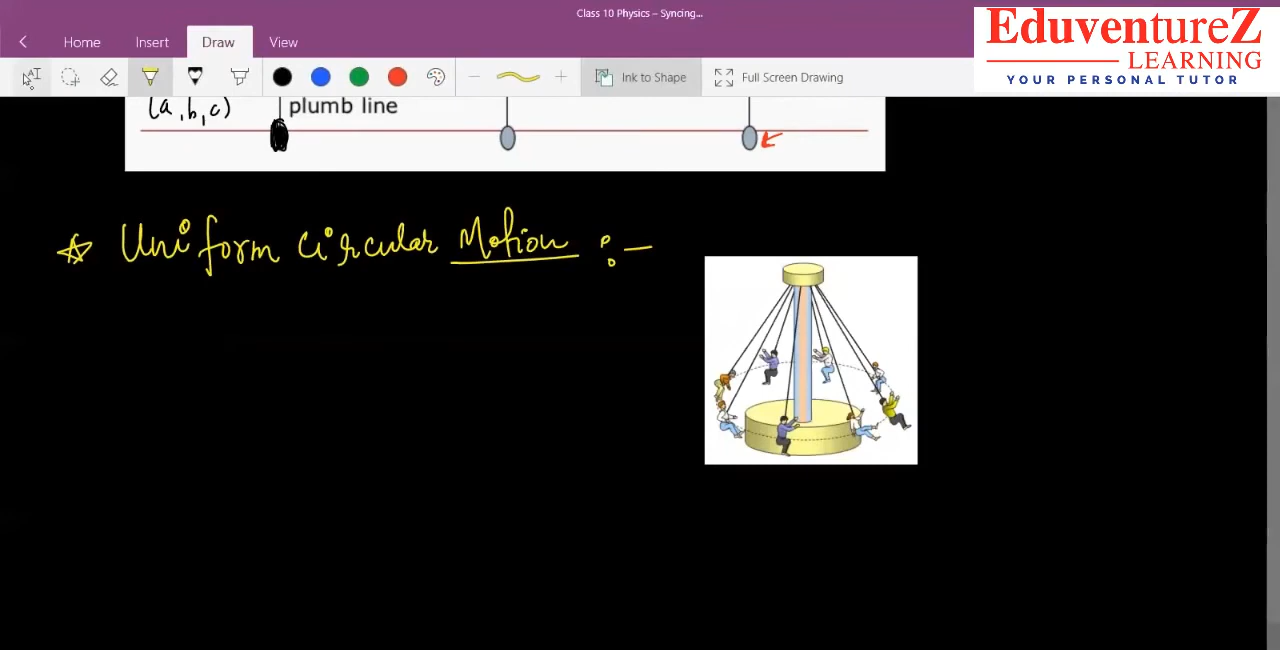 Class 10 Physics – Syncing...
EduventureZ
LEARNING
YOUR PERSONAL TUTOR
Home Insert Draw View
Ink to Shape Full Screen Drawing
(a,b,c) plumb line
☆ Uniform Circular Motion :–